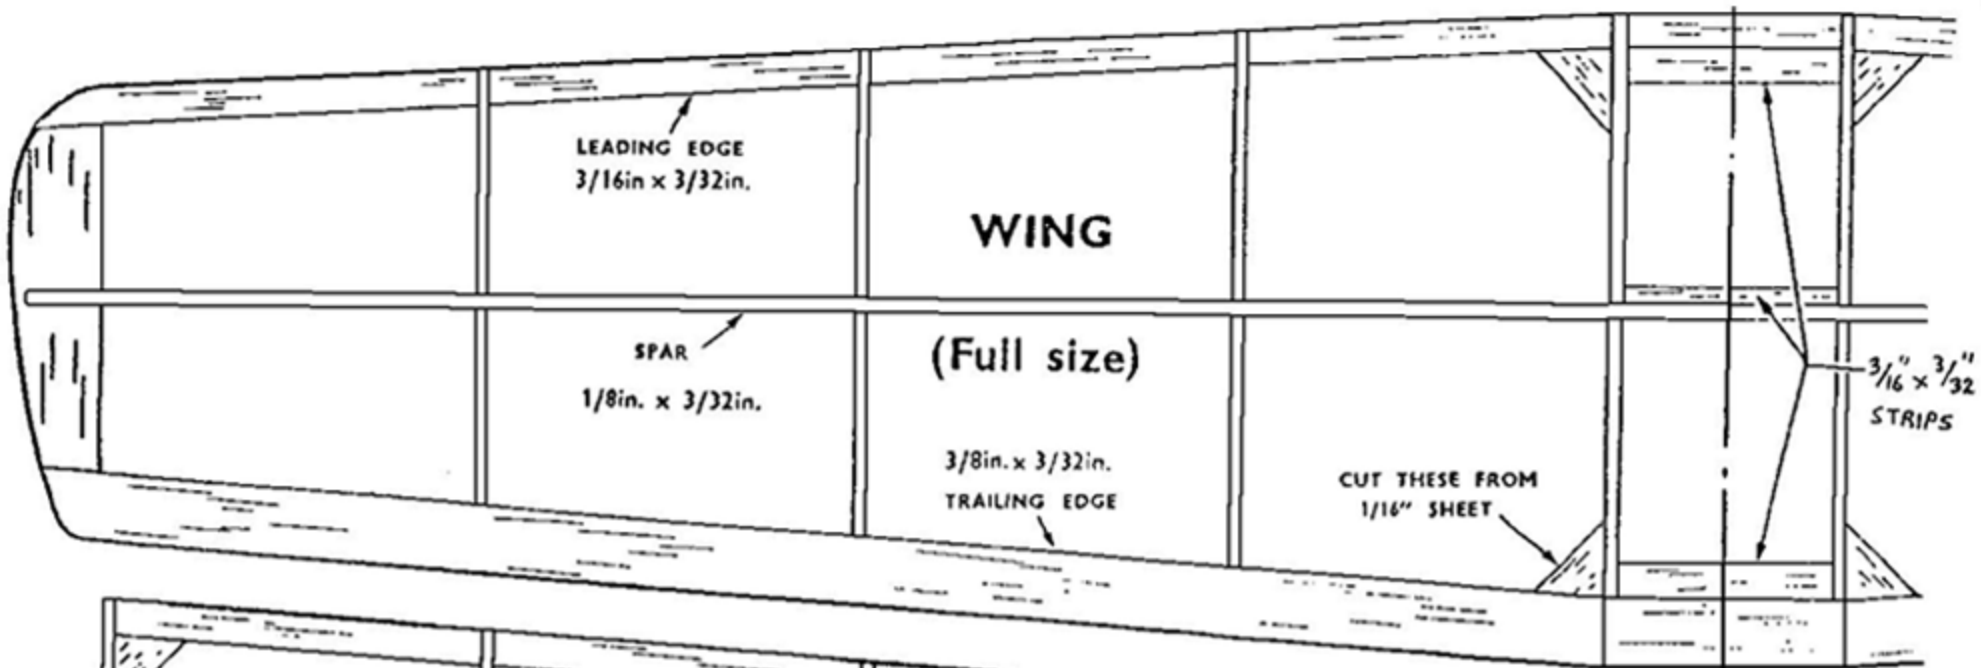 LEADING EDGE
3/16in x 3/32in.
WING
(Full size)
SPAR
1/8in. x 3/32in.
3/8in. x 3/32in.
TRAILING EDGE
CUT THESE FROM
1/16" SHEET
3/16" x 3/32"
STRIPS